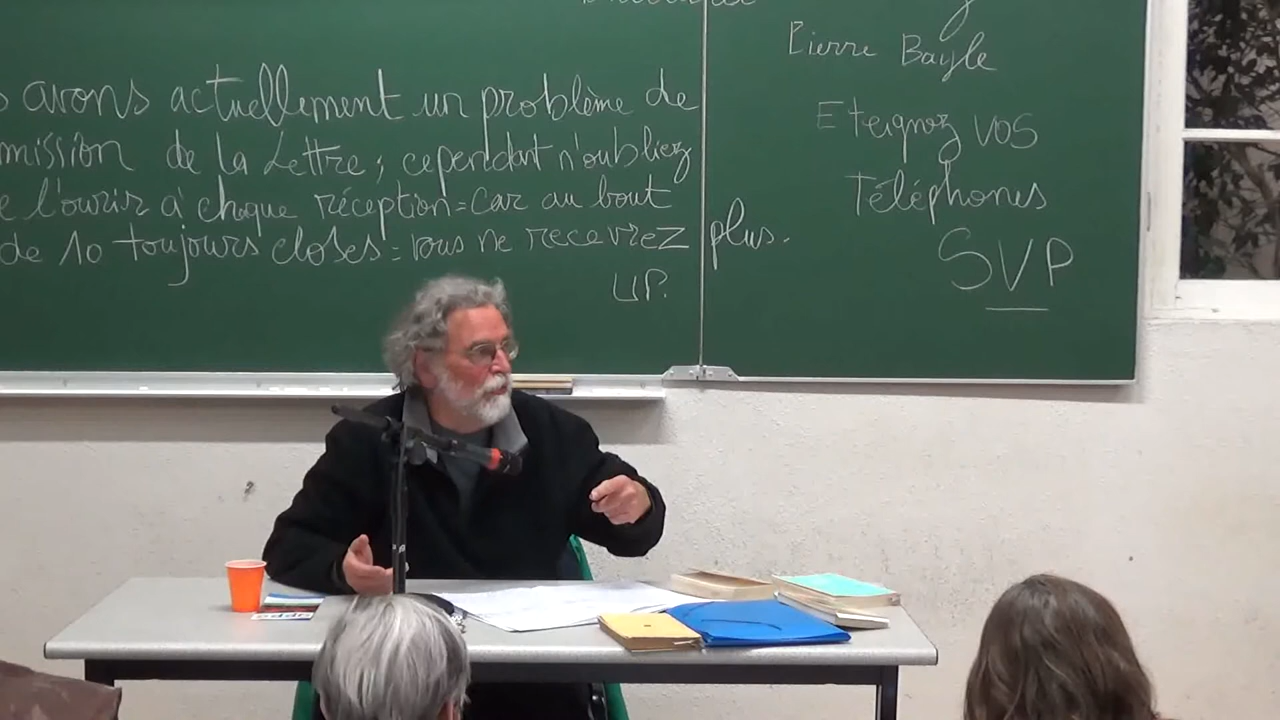 Pierre Bayle
avons actuellement un problème de
mission de la Lettre ; cependant n'oubliez
e l'ouvrir à chaque réception = car au bout
de 10 toujours closes = vous ne recevrez plus.
UP.
Eteignez vos
Téléphones
SVP